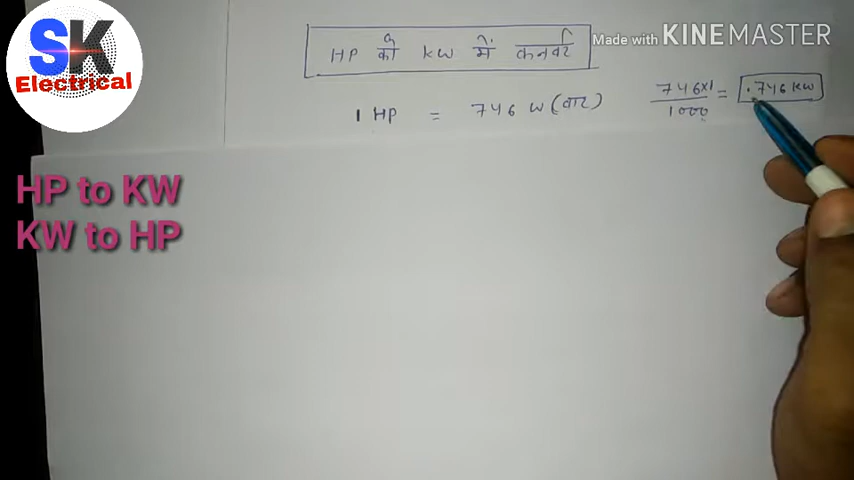 SK
Electrical
Made with KINEMASTER
HP को KW में कनवर्ट
1 HP = 746 W (वाट)
746x1
1000
= .746 KW
HP to KW
KW to HP